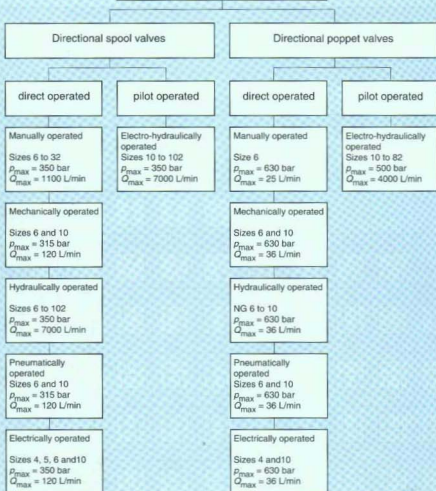 Directional spool valves
Directional poppet valves
direct operated
pilot operated
direct operated
pilot operated
Manually operated
Sizes 6 to 32
pmax = 350 bar
Qmax = 1100 L/min
Electro-hydraulically
operated
Sizes 10 to 102
pmax = 350 bar
Qmax = 7000 L/min
Manually operated
Size 6
pmax = 630 bar
Qmax = 25 L/min
Electro-hydraulically
operated
Sizes 10 to 82
pmax = 500 bar
Qmax = 4000 L/min
Mechanically operated
Sizes 6 and 10
pmax = 315 bar
Qmax = 120 L/min
Mechanically operated
Sizes 6 and 10
pmax = 630 bar
Qmax = 36 L/min
Hydraulically operated
Sizes 6 to 102
pmax = 350 bar
Qmax = 7000 L/min
Hydraulically operated
NG 6 to 10
pmax = 630 bar
Qmax = 36 L/min
Pneumatically
operated
Sizes 6 and 10
pmax = 315 bar
Qmax = 120 L/min
Pneumatically
operated
Sizes 6 and 10
pmax = 630 bar
Qmax = 36 L/min
Electrically operated
Sizes 4, 5, 6 and10
pmax = 350 bar
Qmax = 120 L/min
Electrically operated
Sizes 4 and10
pmax = 630 bar
Qmax = 36 L/min